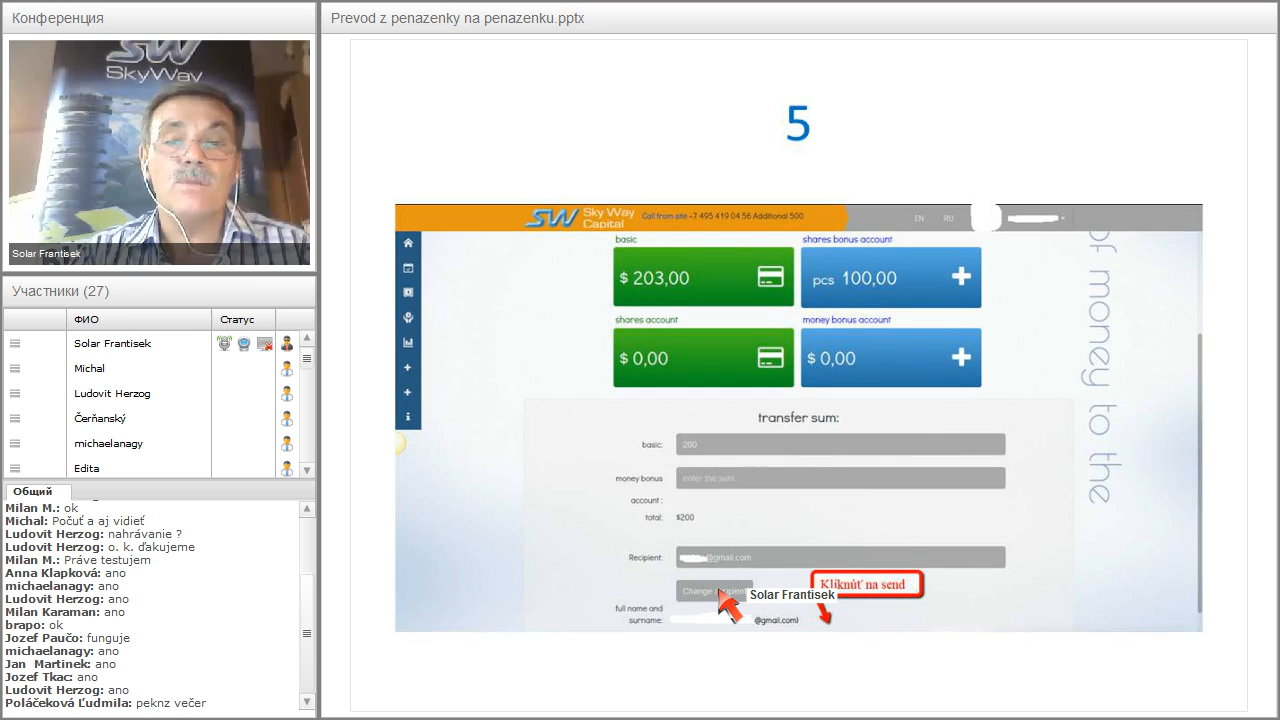 Конференция
SW
SkyWay
Solar Frantisek
Участники (27)
ФИО
Статус
Solar Frantisek
Michal
Ludovit Herzog
Čerňanský
michaelanagy
Edita
Общий
Milan M.: ok
Michal: Počuť a aj vidieť
Ludovit Herzog: nahrávanie ?
Ludovit Herzog: o. k. ďakujeme
Milan M.: Práve testujem
Anna Klapková: ano
michaelanagy: ano
Ludovit Herzog: ano
Milan Karaman: ano
brapo: ok
Jozef Paučo: funguje
michaelanagy: ano
Jan Martinek: ano
Jozef Tkac: ano
Ludovit Herzog: ano
Poláčeková Ľudmila: peknz večer
Prevod z penazenky na penazenku.pptx
5
SW Sky Way Capital
Call from site +7 495 419 04 56 Additional 500
EN RU
basic
$ 203,00
shares bonus account
pcs 100,00
shares account
$ 0,00
money bonus account
$ 0,00
of money to the
transfer sum:
basic: 200
money bonus account : enter the sum
total: $200
Recipient: @gmail.com
Change recipient
Kliknúť na send
Solar Frantisek
full name and surname: @gmail.com)